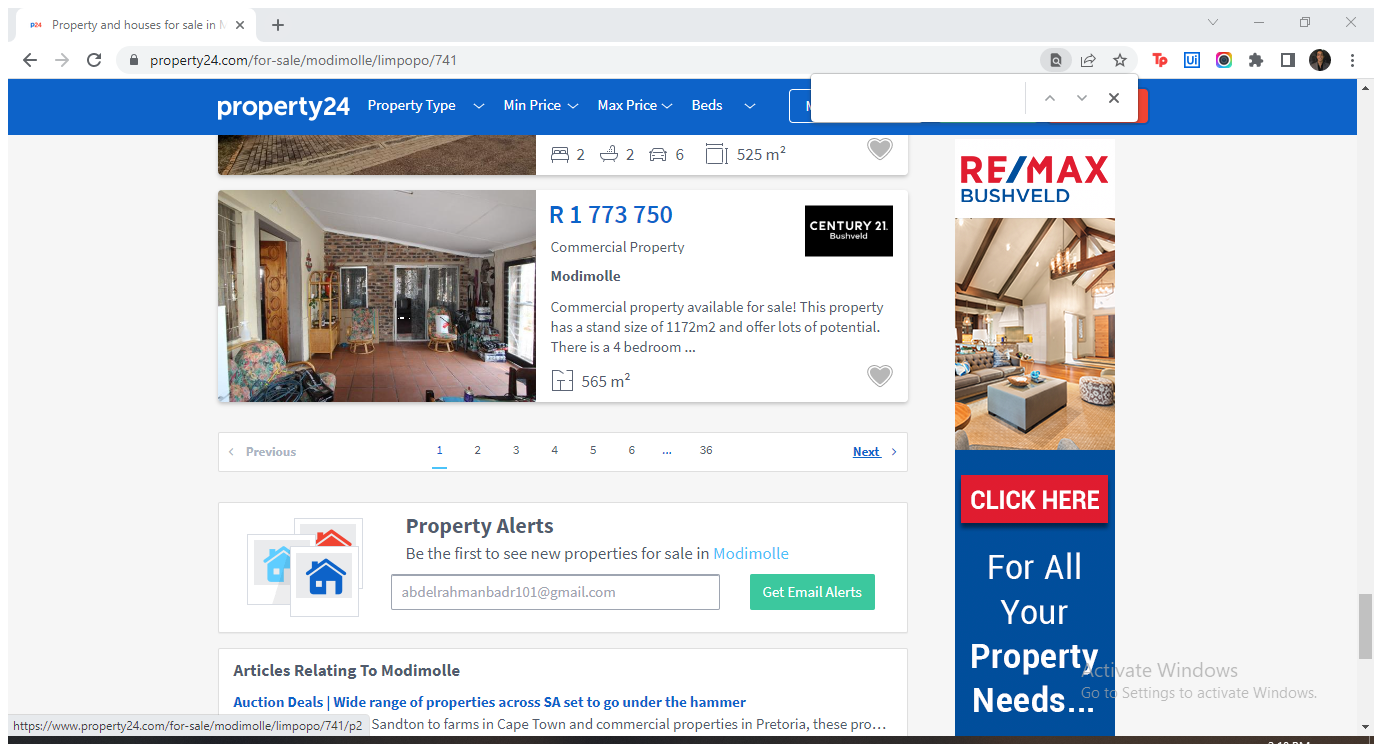 p24 Property and houses for sale in M
property24.com/for-sale/modimolle/limpopo/741
Tp Ui
property24 Property Type Min Price Max Price Beds
2 2 6 525 m²
R 1 773 750
CENTURY 21.
Bushveld
Commercial Property
Modimolle
Commercial property available for sale! This property
has a stand size of 1172m2 and offer lots of potential.
There is a 4 bedroom ...
565 m²
Previous 1 2 3 4 5 6 ... 36 Next
Property Alerts
Be the first to see new properties for sale in Modimolle
abdelrahmanbadr101@gmail.com
Get Email Alerts
Articles Relating To Modimolle
Auction Deals | Wide range of properties across SA set to go under the hammer
Sandton to farms in Cape Town and commercial properties in Pretoria, these pro...
https://www.property24.com/for-sale/modimolle/limpopo/741/p2
RE/MAX
BUSHVELD
CLICK HERE
For All
Your
Property
Needs...
Activate Windows
Go to Settings to activate Windows.